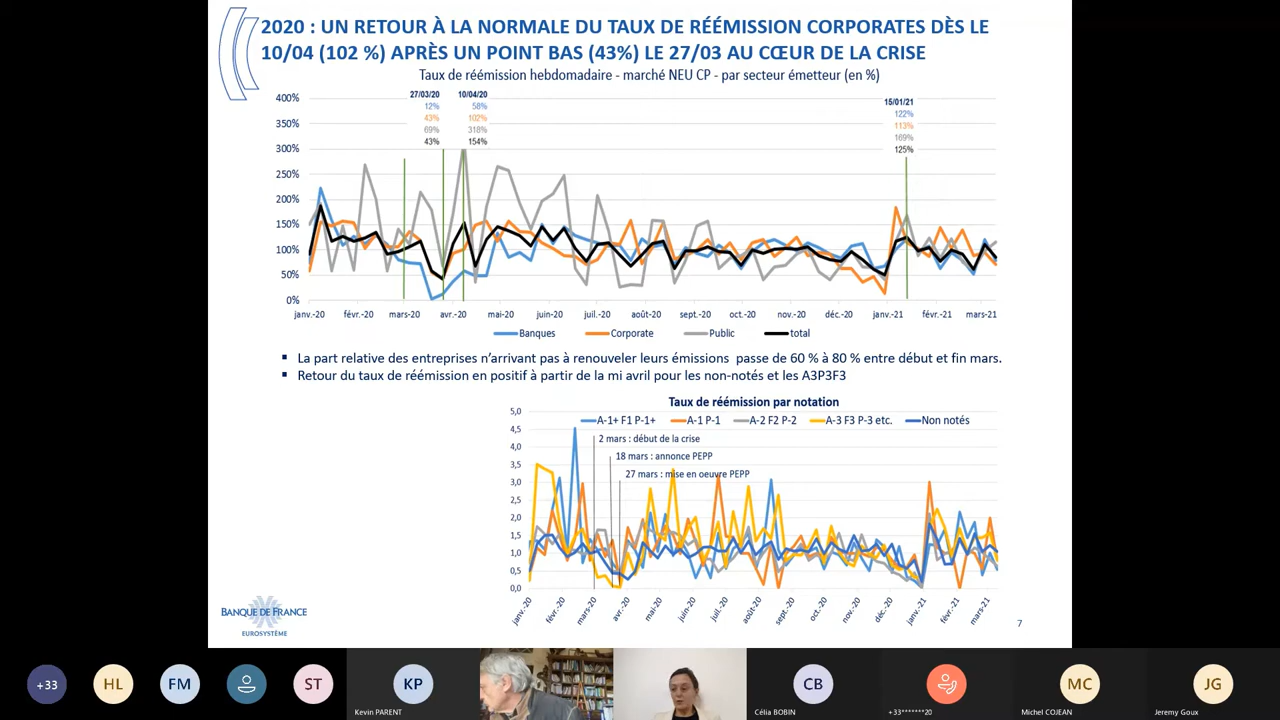 2020 : UN RETOUR À LA NORMALE DU TAUX DE RÉÉMISSION CORPORATES DÈS LE
10/04 (102 %) APRÈS UN POINT BAS (43%) LE 27/03 AU CŒUR DE LA CRISE
Taux de réémission hebdomadaire - marché NEU CP - par secteur émetteur (en %)
27/03/20
12%
43%
69%
43%
10/04/20
58%
102%
318%
154%
15/01/21
122%
113%
169%
125%
400%
350%
300%
250%
200%
150%
100%
50%
0%
janv.-20 févr.-20 mars-20 avr.-20 mai-20 juin-20 juil.-20 août-20 sept.-20 oct.-20 nov.-20 déc.-20 janv.-21 févr.-21 mars-21
Banques Corporate Public total
▪ La part relative des entreprises n’arrivant pas à renouveler leurs émissions passe de 60 % à 80 % entre début et fin mars.
▪ Retour du taux de réémission en positif à partir de la mi avril pour les non-notés et les A3P3F3
Taux de réémission par notation
A-1+ F1 P-1+ A-1 P-1 A-2 F2 P-2 A-3 F3 P-3 etc. Non notés
2 mars : début de la crise
18 mars : annonce PEPP
27 mars : mise en oeuvre PEPP
5,0
4,5
4,0
3,5
3,0
2,5
2,0
1,5
1,0
0,5
0,0
janv.-20 févr.-20 mars-20 avr.-20 mai-20 juin-20 juil.-20 août-20 sept.-20 oct.-20 nov.-20 déc.-20 janv.-21 févr.-21 mars-21
BANQUE DE FRANCE
EUROSYSTÈME
7
+33 HL FM ST KP CB MC JG
Kevin PARENT
Célia BOBIN
+33*******20
Michel COJEAN
Jeremy Goux